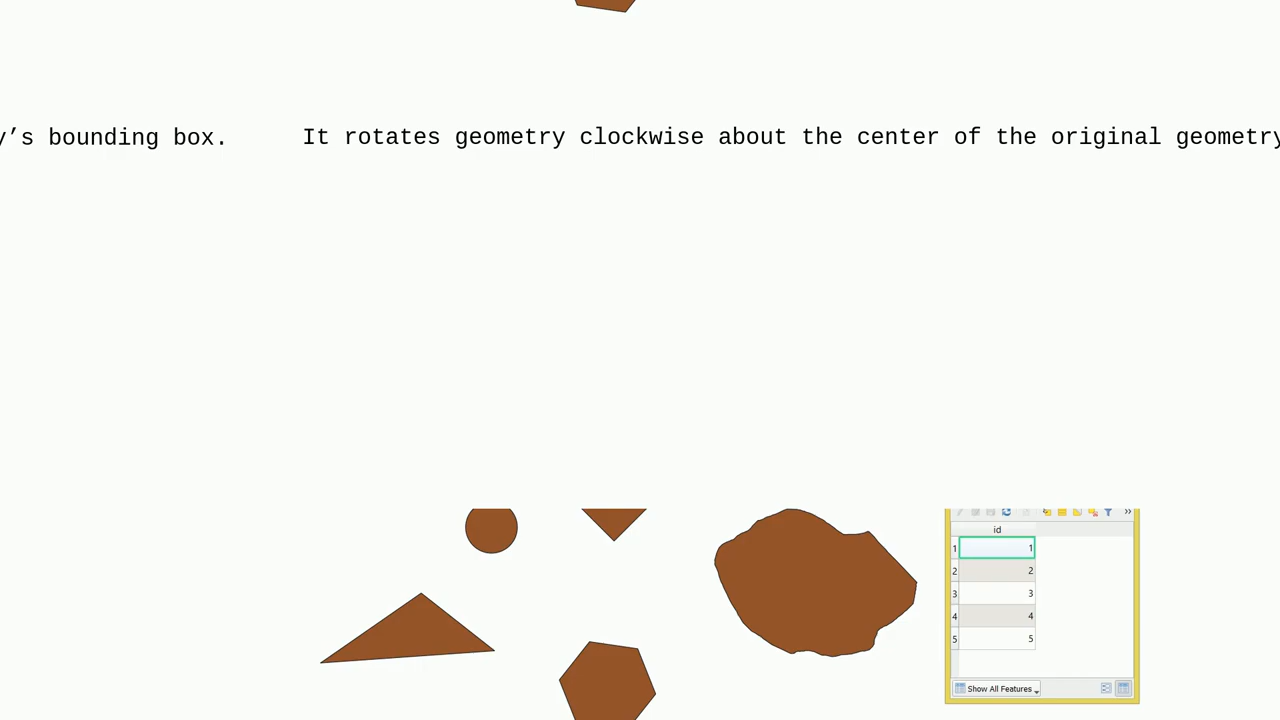 y’s bounding box. It rotates geometry clockwise about the center of the original geometry
id
1 1
2 2
3 3
4 4
5 5
Show All Features